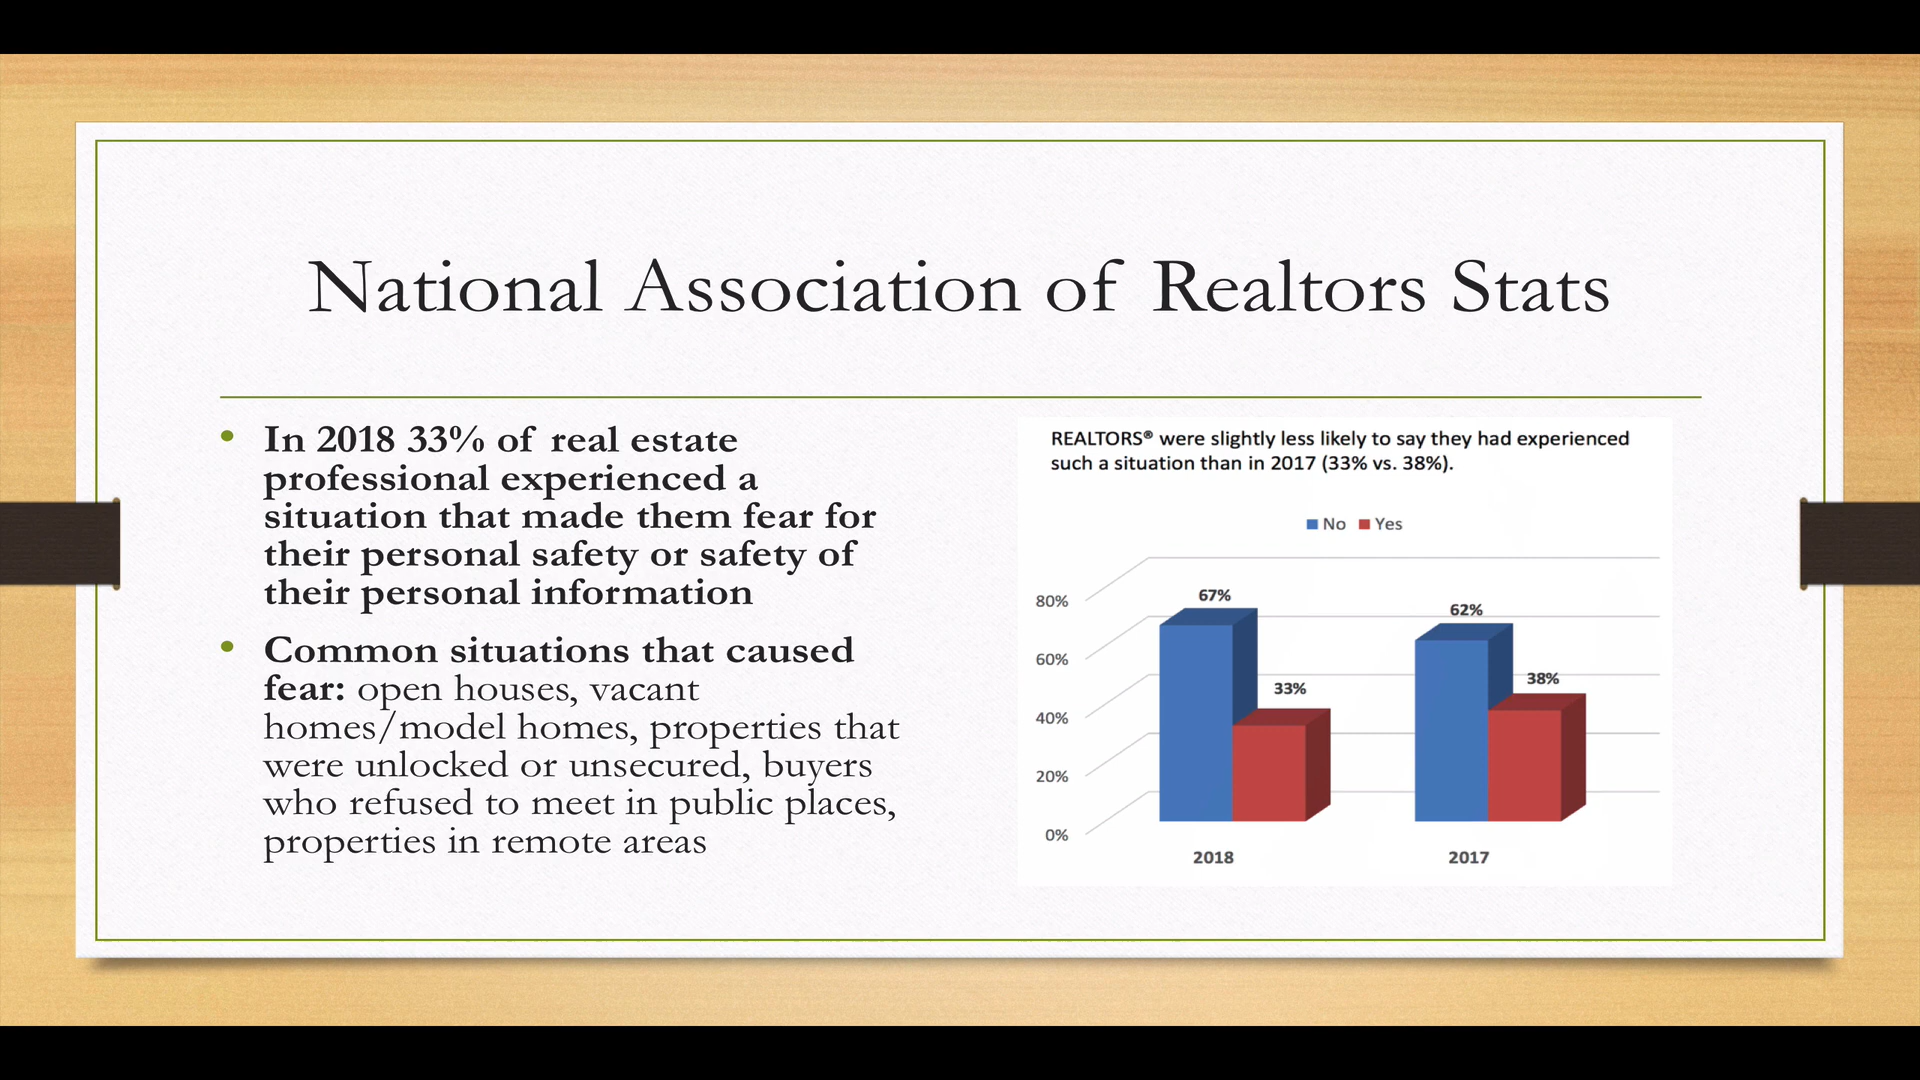 National Association of Realtors Stats
• In 2018 33% of real estate
professional experienced a
situation that made them fear for
their personal safety or safety of
their personal information
• Common situations that caused
fear: open houses, vacant
homes/model homes, properties that
were unlocked or unsecured, buyers
who refused to meet in public places,
properties in remote areas
REALTORS® were slightly less likely to say they had experienced
such a situation than in 2017 (33% vs. 38%).
No Yes
80%
60%
40%
20%
0%
67%
33%
62%
38%
2018
2017